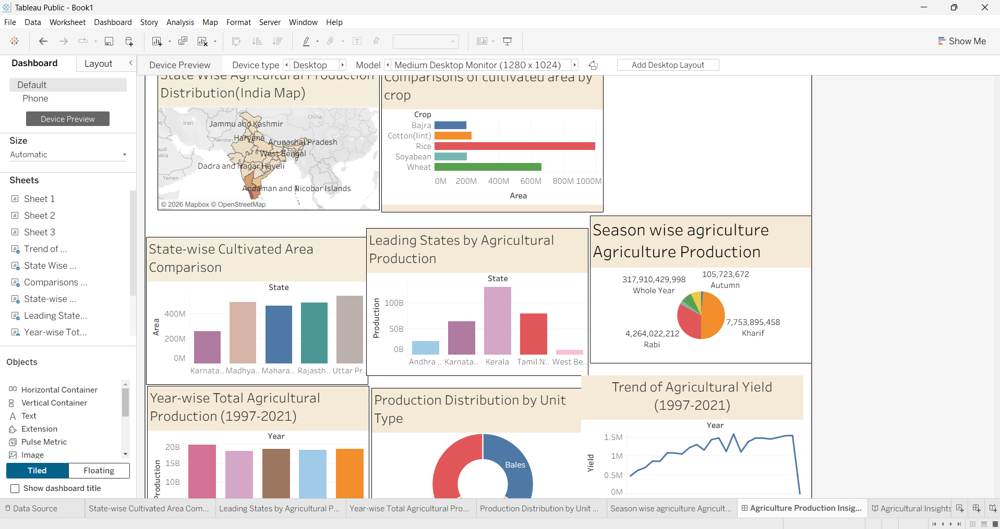 Tableau Public - Book1
File Data Worksheet Dashboard Story Analysis Map Format Server Window Help
Show Me
Dashboard Layout
Device Preview Device type Desktop Model Medium Desktop Monitor (1280 x 1024) Add Desktop Layout
Default
Phone
Device Preview
Size
Automatic
Sheets
Sheet 1
Sheet 2
Sheet 3
Trend of ...
State Wise ...
Comparisons ...
State-wise ...
Leading State...
Year-wise Tot...
Objects
Horizontal Container
Vertical Container
Text
Extension
Pulse Metric
Image
Tiled Floating
Show dashboard title
State Wise Agricultural Production
Distribution(India Map)
China
Iran
Jammu and Kashmir
Pakistan
Haryana
Arunachal Pradesh
audi
abia
West Bengal
Dadra and Nagar Haveli
Yemen
Andaman and Nicobar Islands
© 2026 Mapbox © OpenStreetMap
Comparisons of cultivated area by
crop
Crop
Bajra
Cotton(lint)
Rice
Soyabean
Wheat
0M 200M 400M 600M 800M 1000M
Area
State-wise Cultivated Area
Comparison
State
Area
400M
200M
0M
Karnata.. Madhya.. Mahara.. Rajasth.. Uttar Pr..
Leading States by Agricultural
Production
State
Production
100B
50B
0B
Andhra .. Karnata.. Kerala Tamil N.. West Be..
Season wise agriculture
Agriculture Production
317,910,429,998
Whole Year
105,723,672
Autumn
7,753,895,458
Kharif
4,264,022,212
Rabi
Year-wise Total Agricultural
Production (1997-2021)
Year
Production
20B
15B
10B
Production Distribution by Unit
Type
Bales
Trend of Agricultural Yield
(1997-2021)
Year
Yield
1.5M
1M
0.5M
0M
Data Source State-wise Cultivated Area Com... Leading States by Agricultural P... Year-wise Total Agricultural Pro... Production Distribution by Unit ... Season wise agriculture Agricult... Agriculture Production Insig... Agricultural Insights